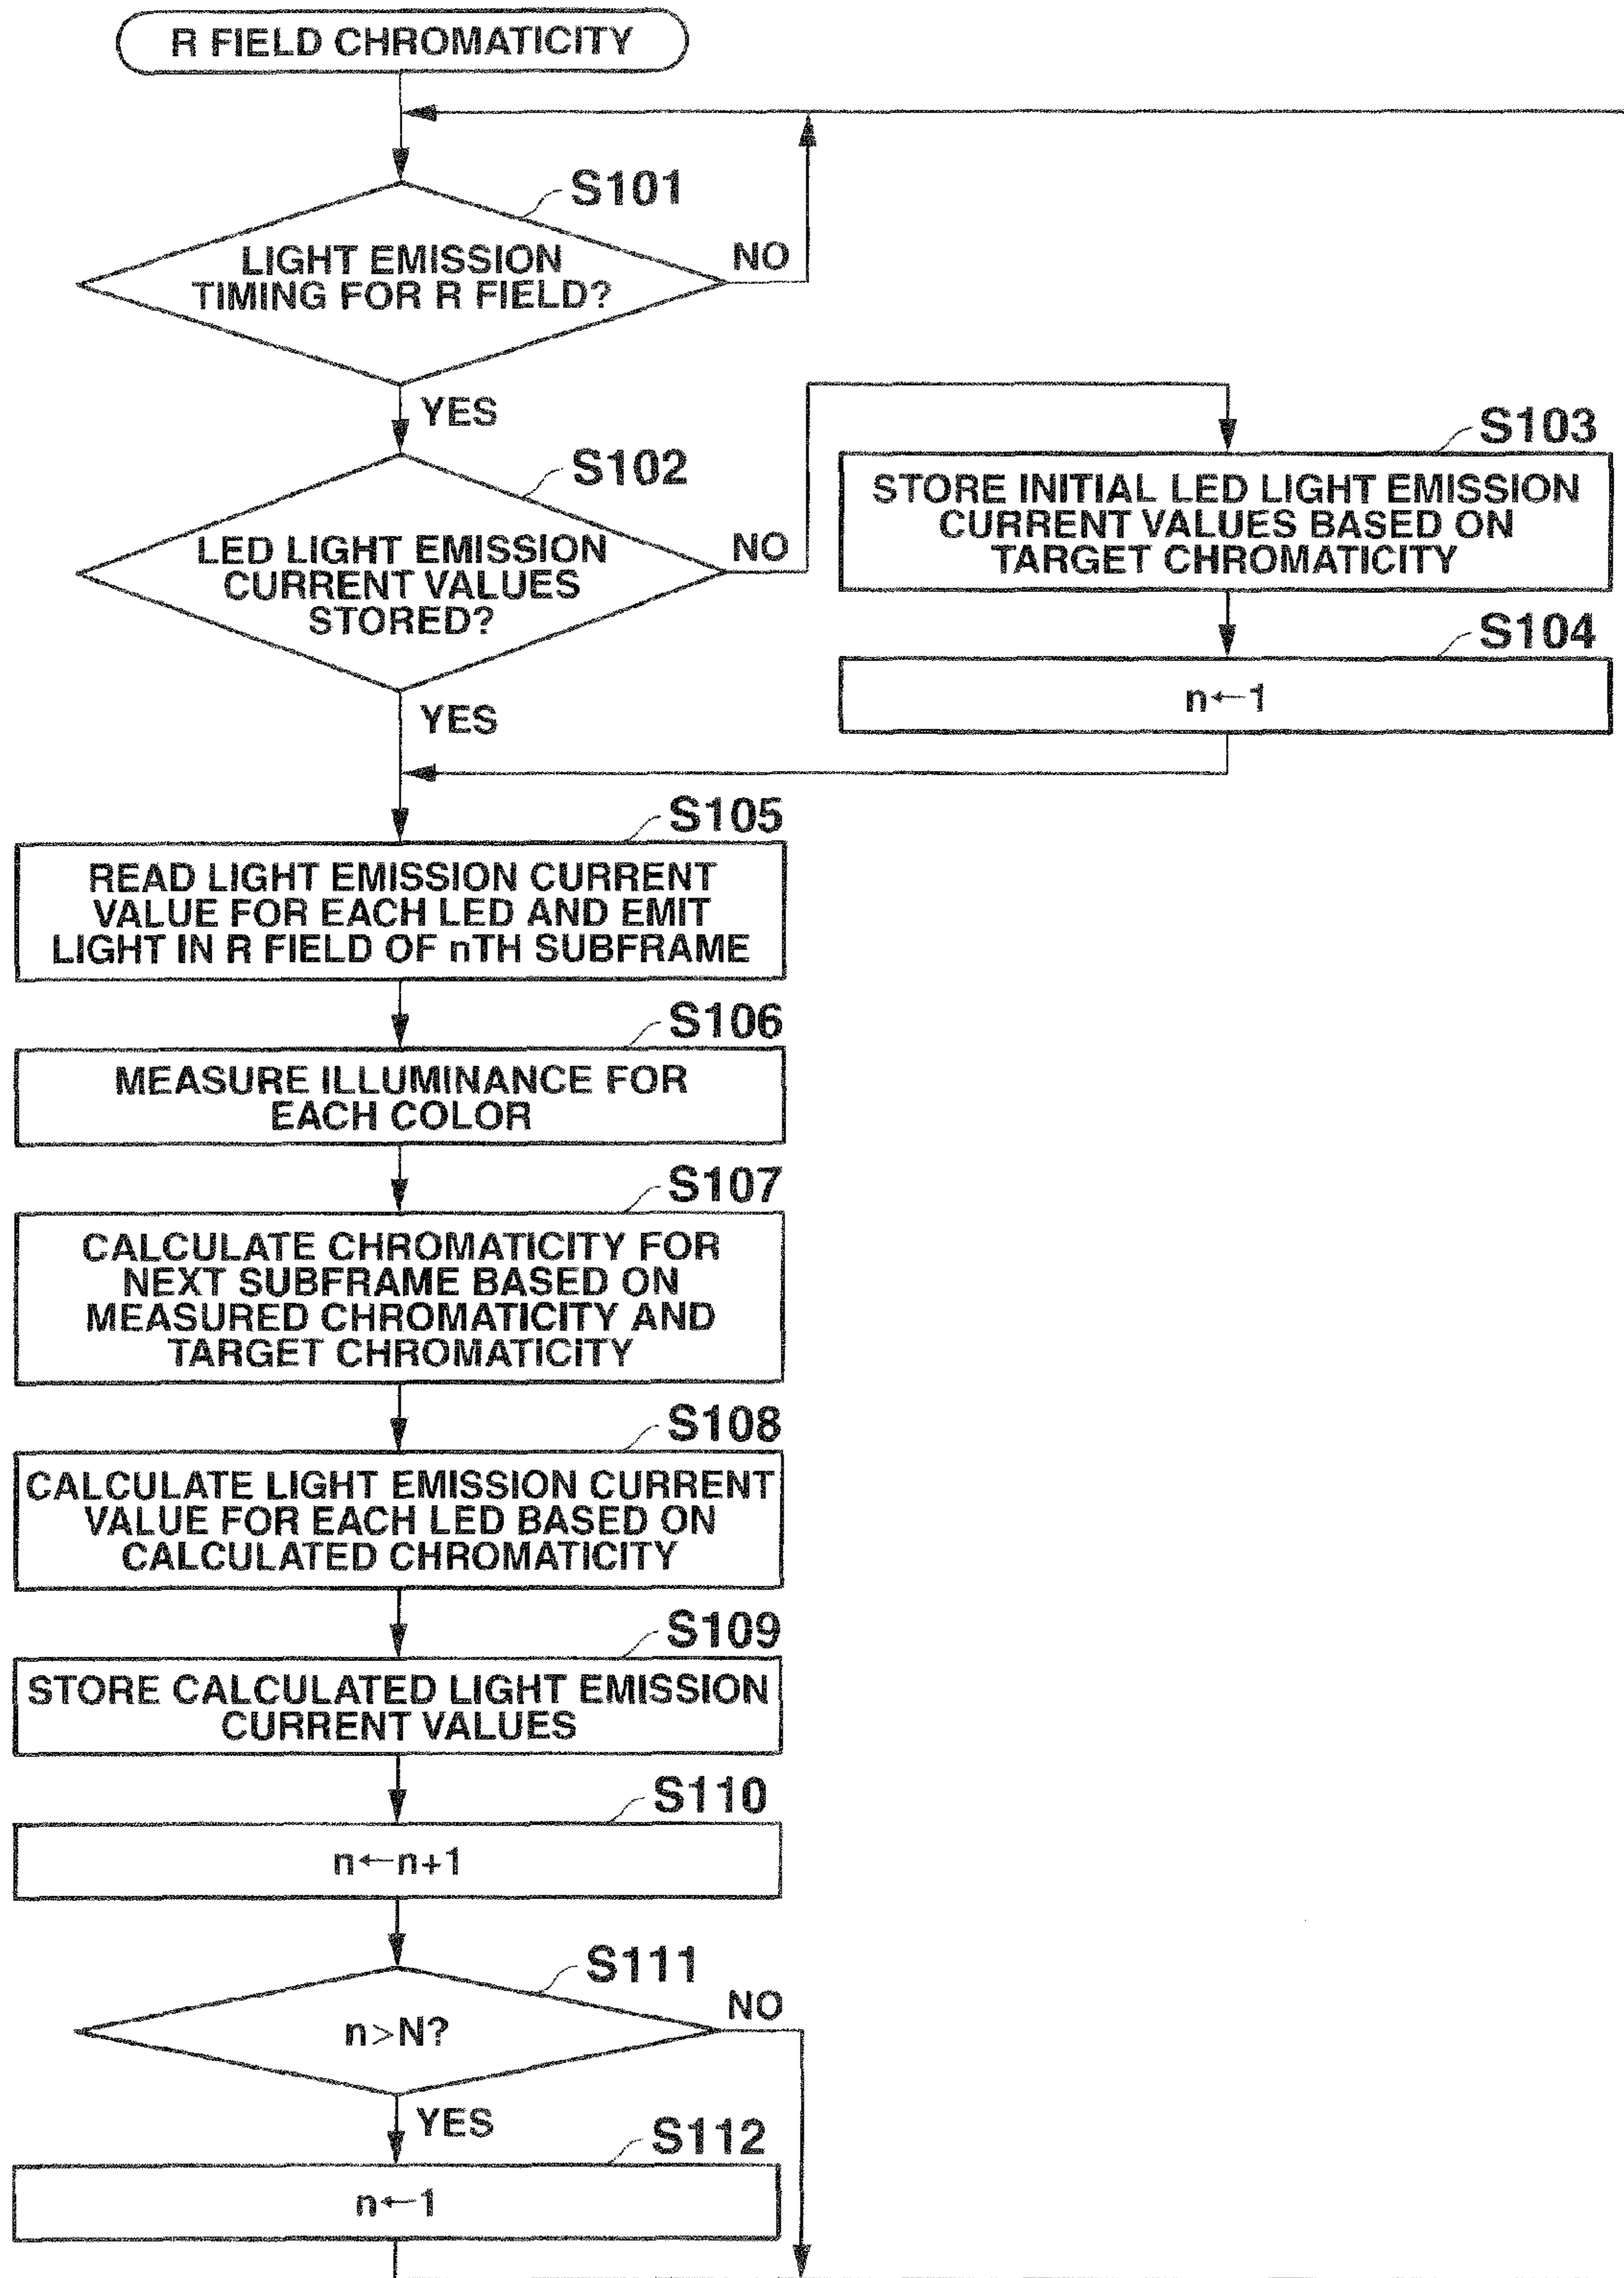 R FIELD CHROMATICITY
S101
LIGHT EMISSION
TIMING FOR R FIELD?
NO
YES
S102
LED LIGHT EMISSION
CURRENT VALUES
STORED?
NO
S103
STORE INITIAL LED LIGHT EMISSION
CURRENT VALUES BASED ON
TARGET CHROMATICITY
S104
n←1
YES
S105
READ LIGHT EMISSION CURRENT
VALUE FOR EACH LED AND EMIT
LIGHT IN R FIELD OF nTH SUBFRAME
S106
MEASURE ILLUMINANCE FOR
EACH COLOR
S107
CALCULATE CHROMATICITY FOR
NEXT SUBFRAME BASED ON
MEASURED CHROMATICITY AND
TARGET CHROMATICITY
S108
CALCULATE LIGHT EMISSION CURRENT
VALUE FOR EACH LED BASED ON
CALCULATED CHROMATICITY
S109
STORE CALCULATED LIGHT EMISSION
CURRENT VALUES
S110
n←n+1
S111
n>N?
NO
YES
S112
n←1